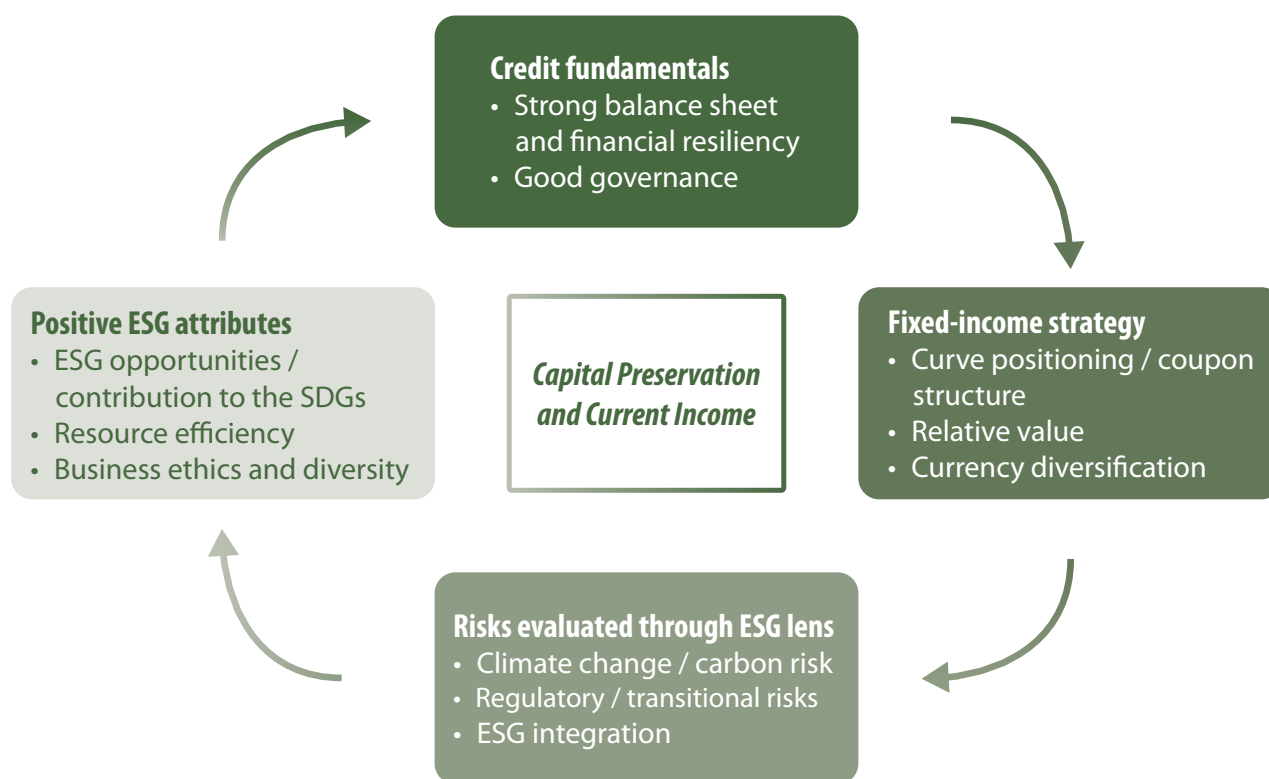 Credit fundamentals
• Strong balance sheet
and financial resiliency
• Good governance
Positive ESG attributes
• ESG opportunities /
contribution to the SDGs
• Resource efficiency
• Business ethics and diversity
Capital Preservation
and Current Income
Fixed-income strategy
• Curve positioning / coupon
structure
• Relative value
• Currency diversification
Risks evaluated through ESG lens
• Climate change / carbon risk
• Regulatory / transitional risks
• ESG integration